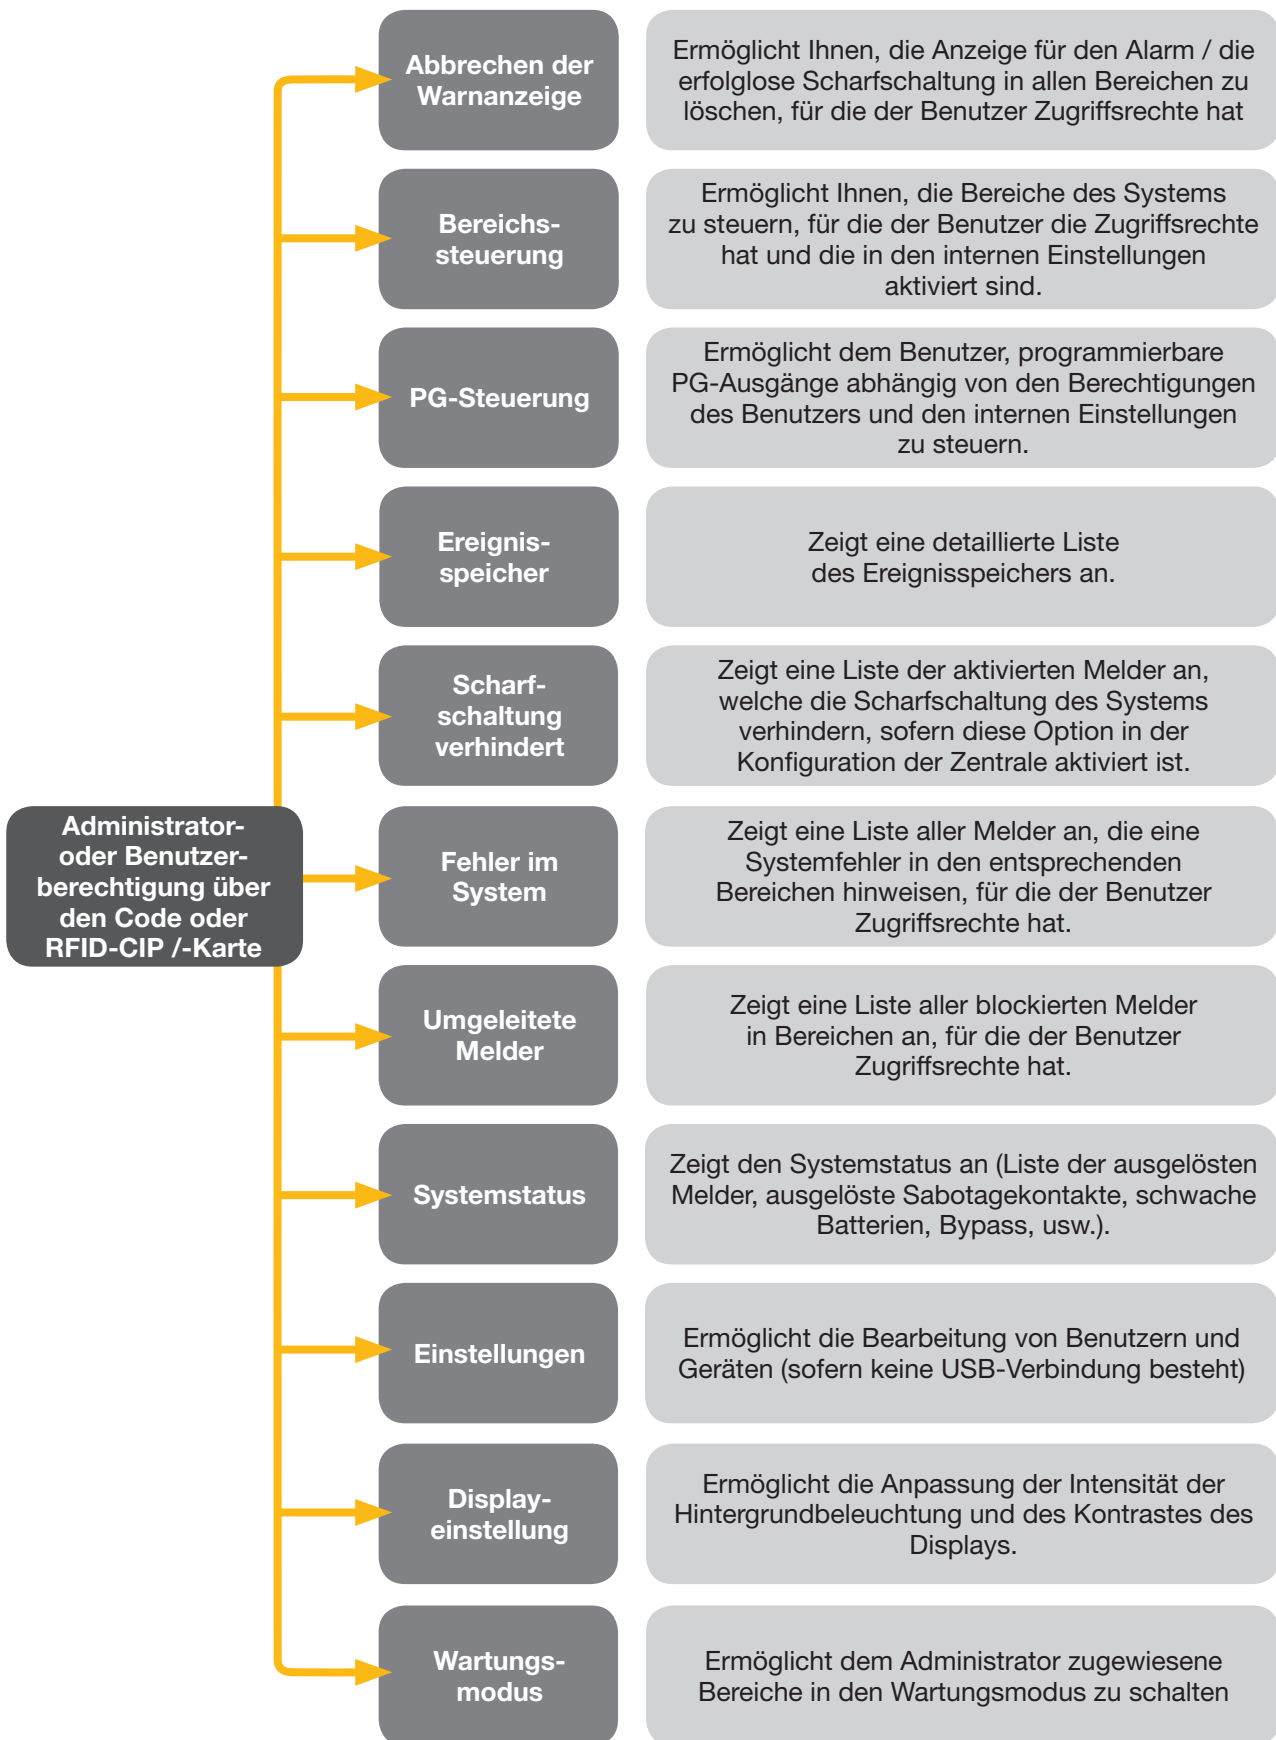 Abbrechen der
Warnanzeige
Ermöglicht Ihnen, die Anzeige für den Alarm / die
erfolglose Scharfschaltung in allen Bereichen zu
löschen, für die der Benutzer Zugriffsrechte hat
Bereichs-
steuerung
Ermöglicht Ihnen, die Bereiche des Systems
zu steuern, für die der Benutzer die Zugriffsrechte
hat und die in den internen Einstellungen
aktiviert sind.
PG-Steuerung
Ermöglicht dem Benutzer, programmierbare
PG-Ausgänge abhängig von den Berechtigungen
des Benutzers und den internen Einstellungen
zu steuern.
Ereignis-
speicher
Zeigt eine detaillierte Liste
des Ereignisspeichers an.
Scharf-
schaltung
verhindert
Zeigt eine Liste der aktivierten Melder an,
welche die Scharfschaltung des Systems
verhindern, sofern diese Option in der
Konfiguration der Zentrale aktiviert ist.
Administrator-
oder Benutzer-
berechtigung über
den Code oder
RFID-CIP /-Karte
Fehler im
System
Zeigt eine Liste aller Melder an, die eine
Systemfehler in den entsprechenden
Bereichen hinweisen, für die der Benutzer
Zugriffsrechte hat.
Umgeleitete
Melder
Zeigt eine Liste aller blockierten Melder
in Bereichen an, für die der Benutzer
Zugriffsrechte hat.
Systemstatus
Zeigt den Systemstatus an (Liste der ausgelösten
Melder, ausgelöste Sabotagekontakte, schwache
Batterien, Bypass, usw.).
Einstellungen
Ermöglicht die Bearbeitung von Benutzern und
Geräten (sofern keine USB-Verbindung besteht)
Display-
einstellung
Ermöglicht die Anpassung der Intensität der
Hintergrundbeleuchtung und des Kontrastes des
Displays.
Wartungs-
modus
Ermöglicht dem Administrator zugewiesene
Bereiche in den Wartungsmodus zu schalten